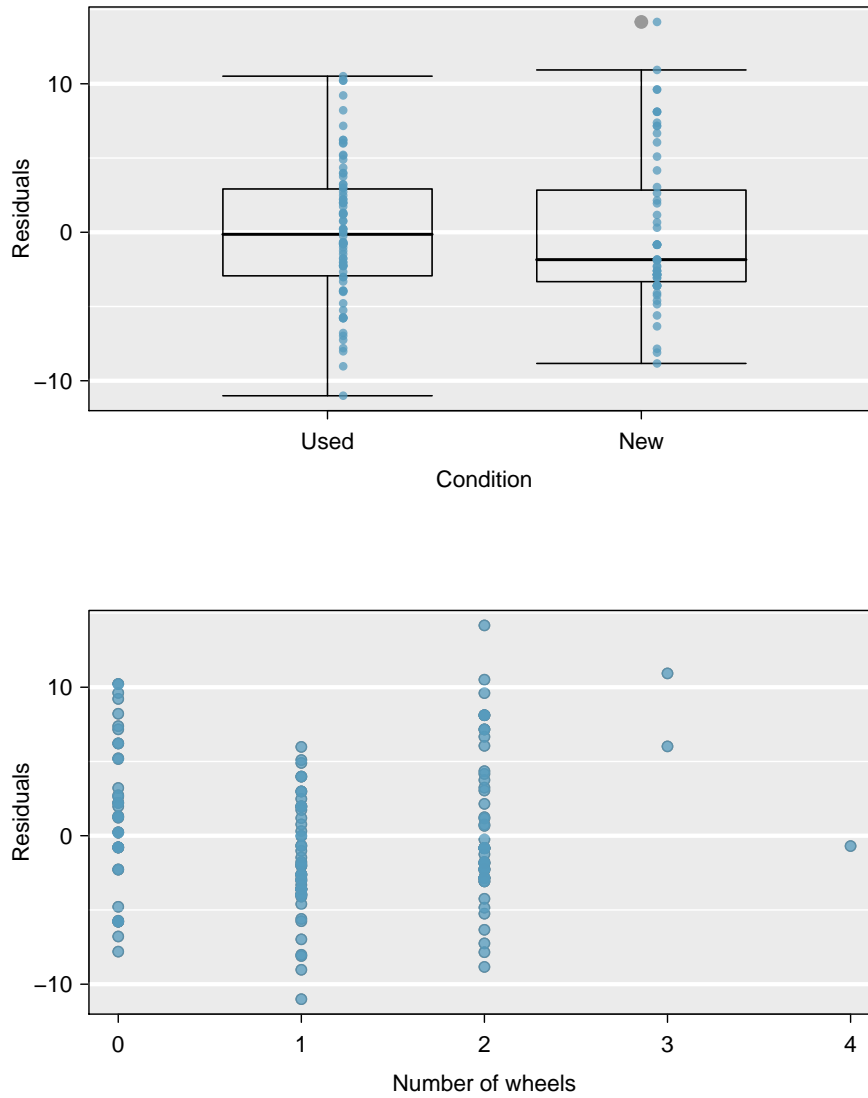 10
0
−10
Residuals
Used New
Condition
10
0
−10
Residuals
0 1 2 3 4
Number of wheels